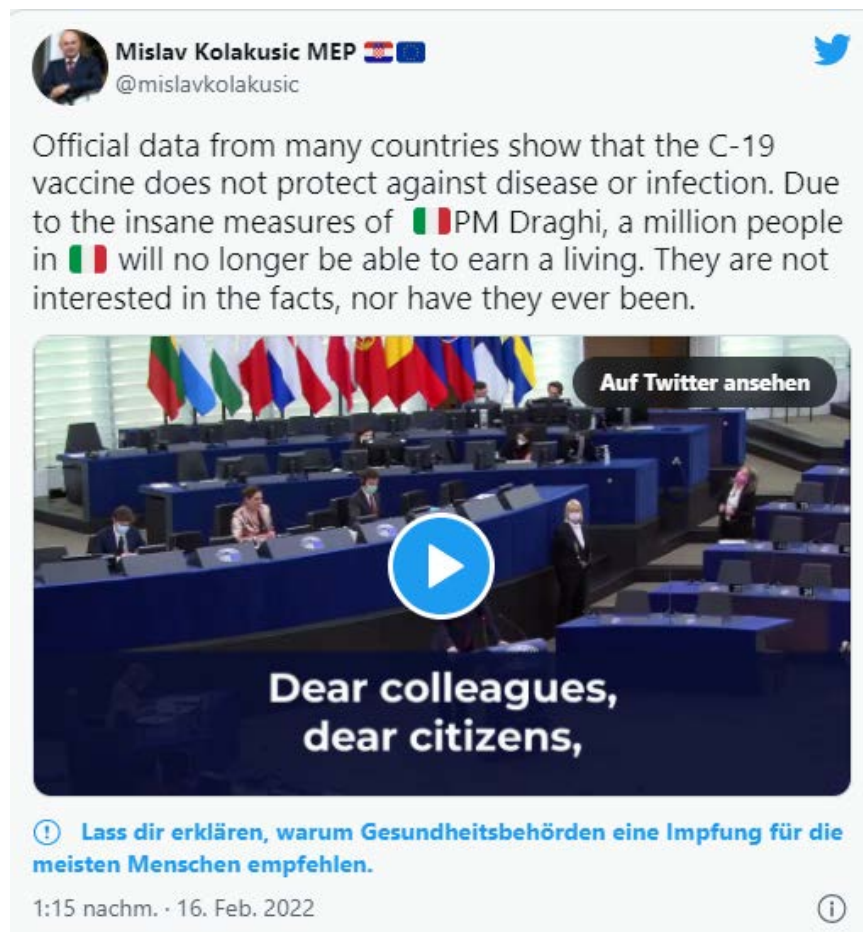 Mislav Kolakusic MEP 🇭🇷🇪🇺
@mislavkolakusic
Official data from many countries show that the C-19
vaccine does not protect against disease or infection. Due
to the insane measures of 🇮🇹PM Draghi, a million people
in 🇮🇹 will no longer be able to earn a living. They are not
interested in the facts, nor have they ever been.
Auf Twitter ansehen
Dear colleagues,
dear citizens,
Lass dir erklären, warum Gesundheitsbehörden eine Impfung für die
meisten Menschen empfehlen.
1:15 nachm. · 16. Feb. 2022